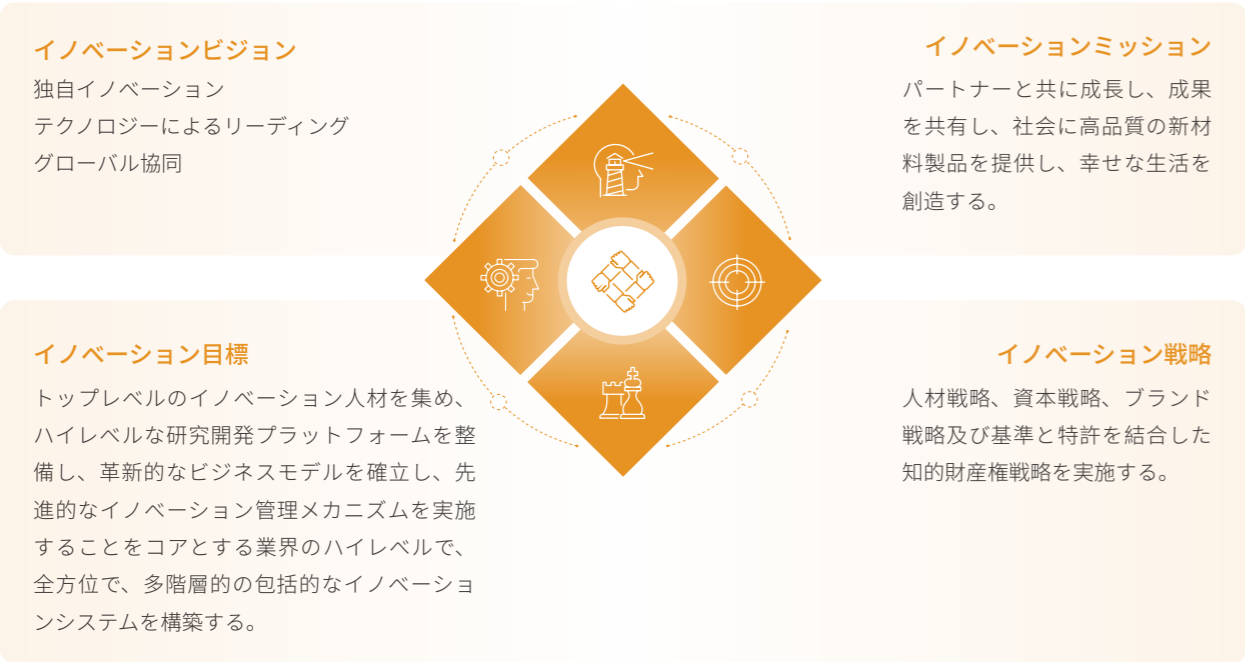 イノベーションビジョン
独自イノベーション
テクノロジーによるリーディング
グローバル協同
イノベーションミッション
パートナーと共に成長し、成果
を共有し、社会に高品質の新材
料製品を提供し、幸せな生活を
創造する。
イノベーション目標
トップレベルのイノベーション人材を集め、
ハイレベルな研究開発プラットフォームを整
備し、革新的なビジネスモデルを確立し、先
進的なイノベーション管理メカニズムを実施
することをコアとする業界のハイレベルで、
全方位で、多階層的の包括的なイノベーショ
ンシステムを構築する。
イノベーション戦略
人材戦略、資本戦略、ブランド
戦略及び基準と特許を結合した
知的財産権戦略を実施する。